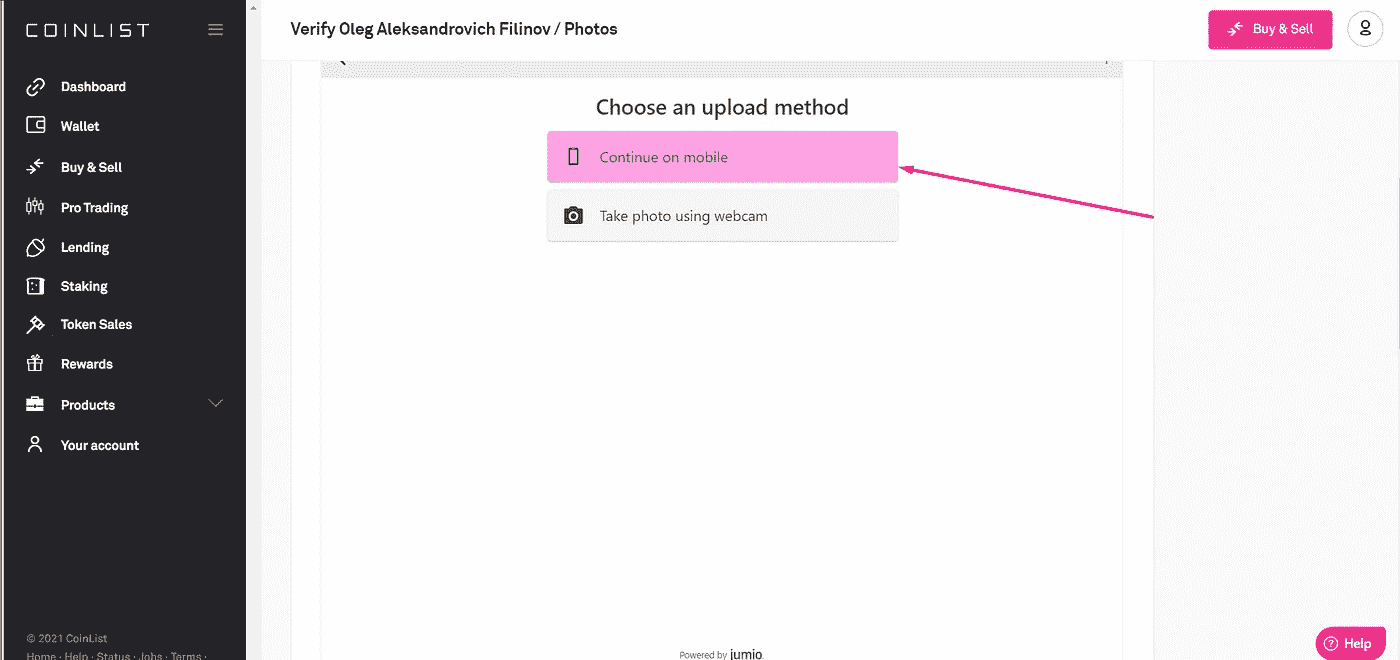 COINLIST
Dashboard
Wallet
Buy & Sell
Pro Trading
Lending
Staking
Token Sales
Rewards
Products
Your account
© 2021 CoinList
Home · Help · Status · Jobs · Terms ·
Verify Oleg Aleksandrovich Filinov / Photos
Buy & Sell
Choose an upload method
Continue on mobile
Take photo using webcam
Powered by jumio.
Help